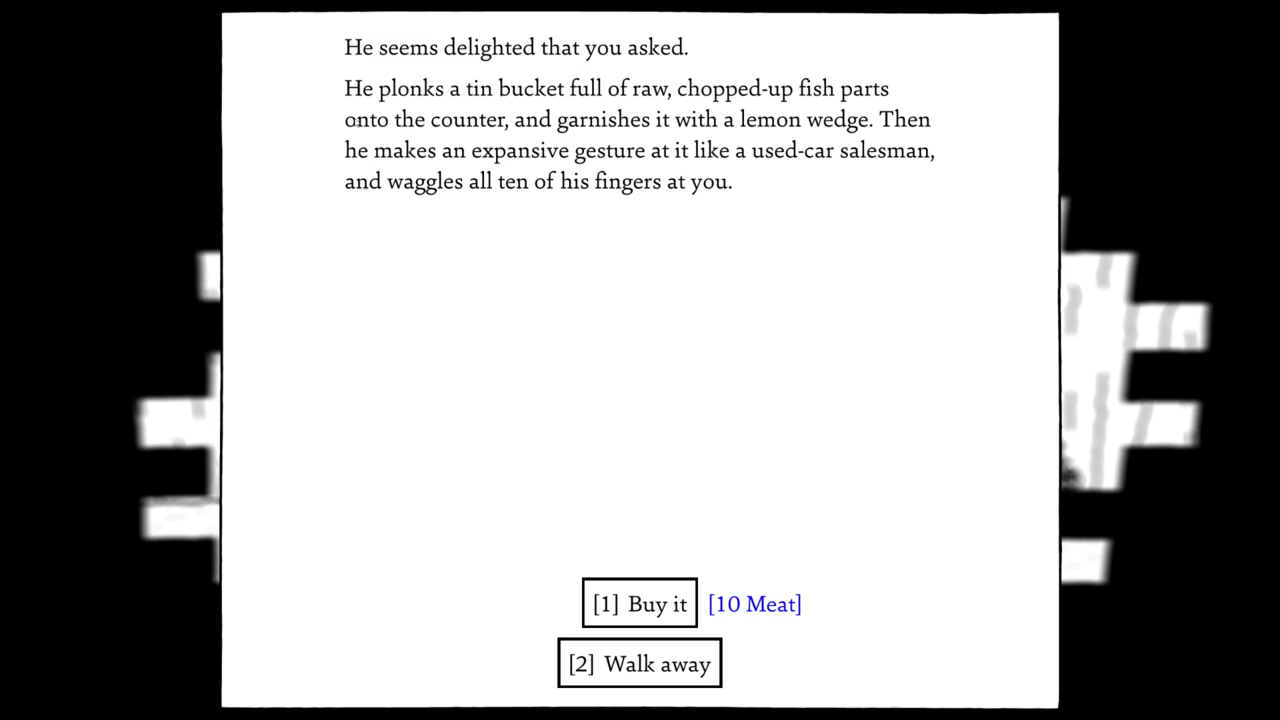 He seems delighted that you asked.
He plonks a tin bucket full of raw, chopped-up fish parts
onto the counter, and garnishes it with a lemon wedge. Then
he makes an expansive gesture at it like a used-car salesman,
and waggles all ten of his fingers at you.
[1] Buy it [10 Meat]
[2] Walk away